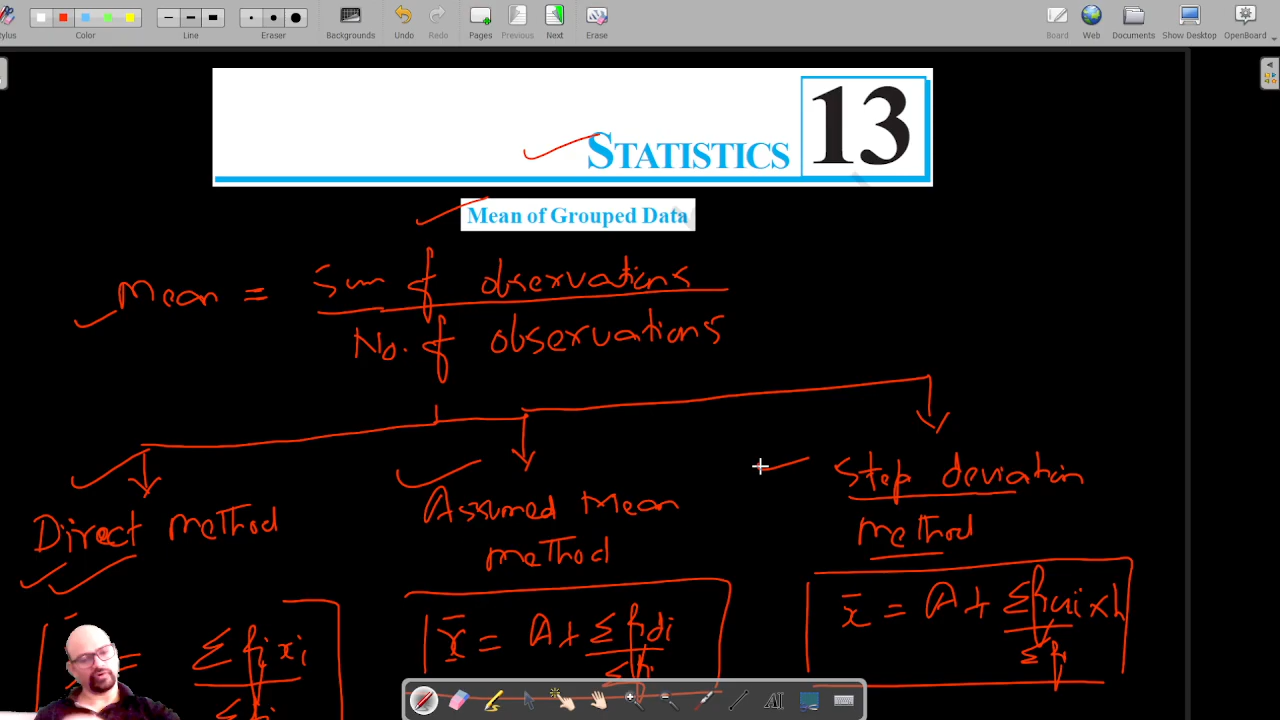 Stylus
Color
Line
Eraser
Backgrounds
Undo
Redo
Pages
Previous
Next
Erase
Board
Web
Documents
Show Desktop
OpenBoard
STATISTICS 13
Mean of Grouped Data
Mean = Sum of observations
No. of observations
Direct method
Assumed Mean
method
Step deviation
method
= Σfixi
Σfi
x̄ = A + Σfidi
Σfi
x̄ = A + Σfiui × h
Σfi